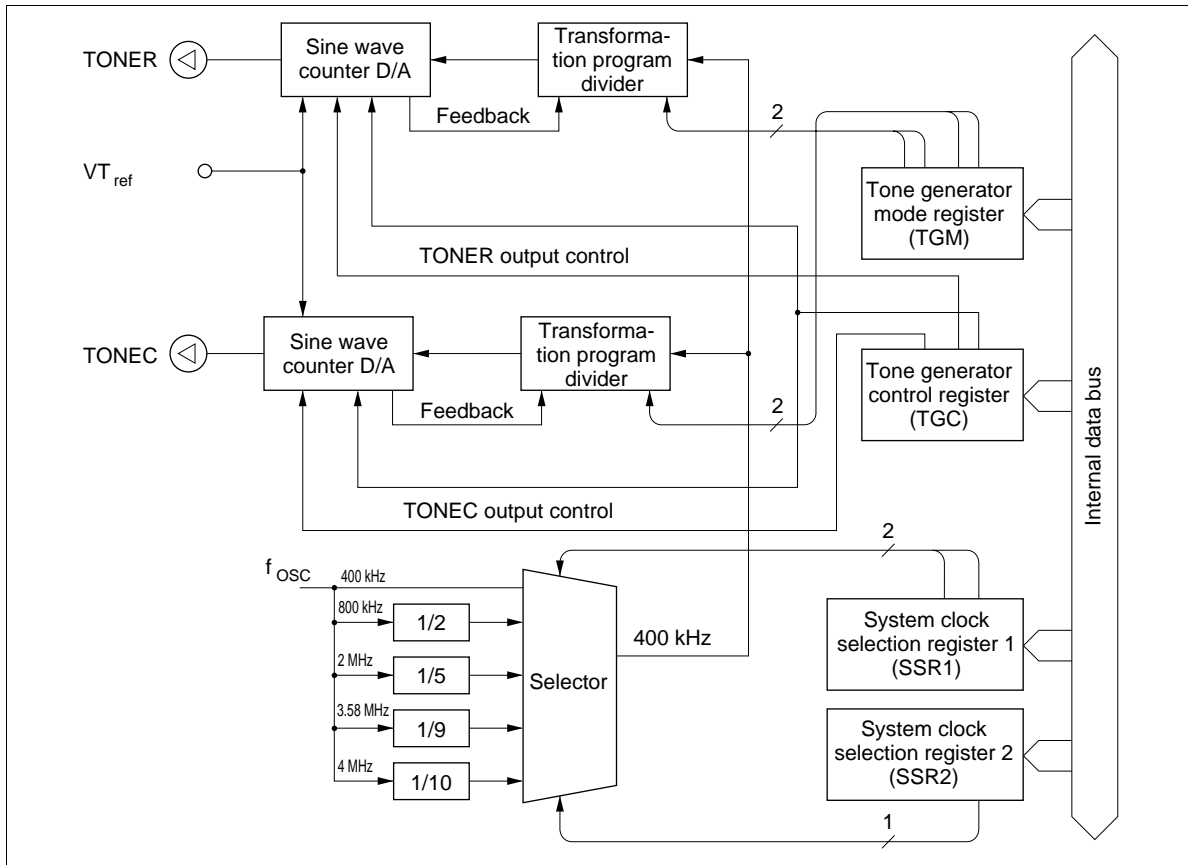 TONER
Sine wave
counter D/A
Transforma-
tion program
divider
Feedback
2
VTref
Tone generator
mode register
(TGM)
TONER output control
TONEC
Sine wave
counter D/A
Transforma-
tion program
divider
Feedback
2
Tone generator
control register
(TGC)
TONEC output control
Internal data bus
2
fOSC
400 kHz
800 kHz
1/2
2 MHz
1/5
3.58 MHz
1/9
4 MHz
1/10
Selector
400 kHz
System clock
selection register 1
(SSR1)
System clock
selection register 2
(SSR2)
1